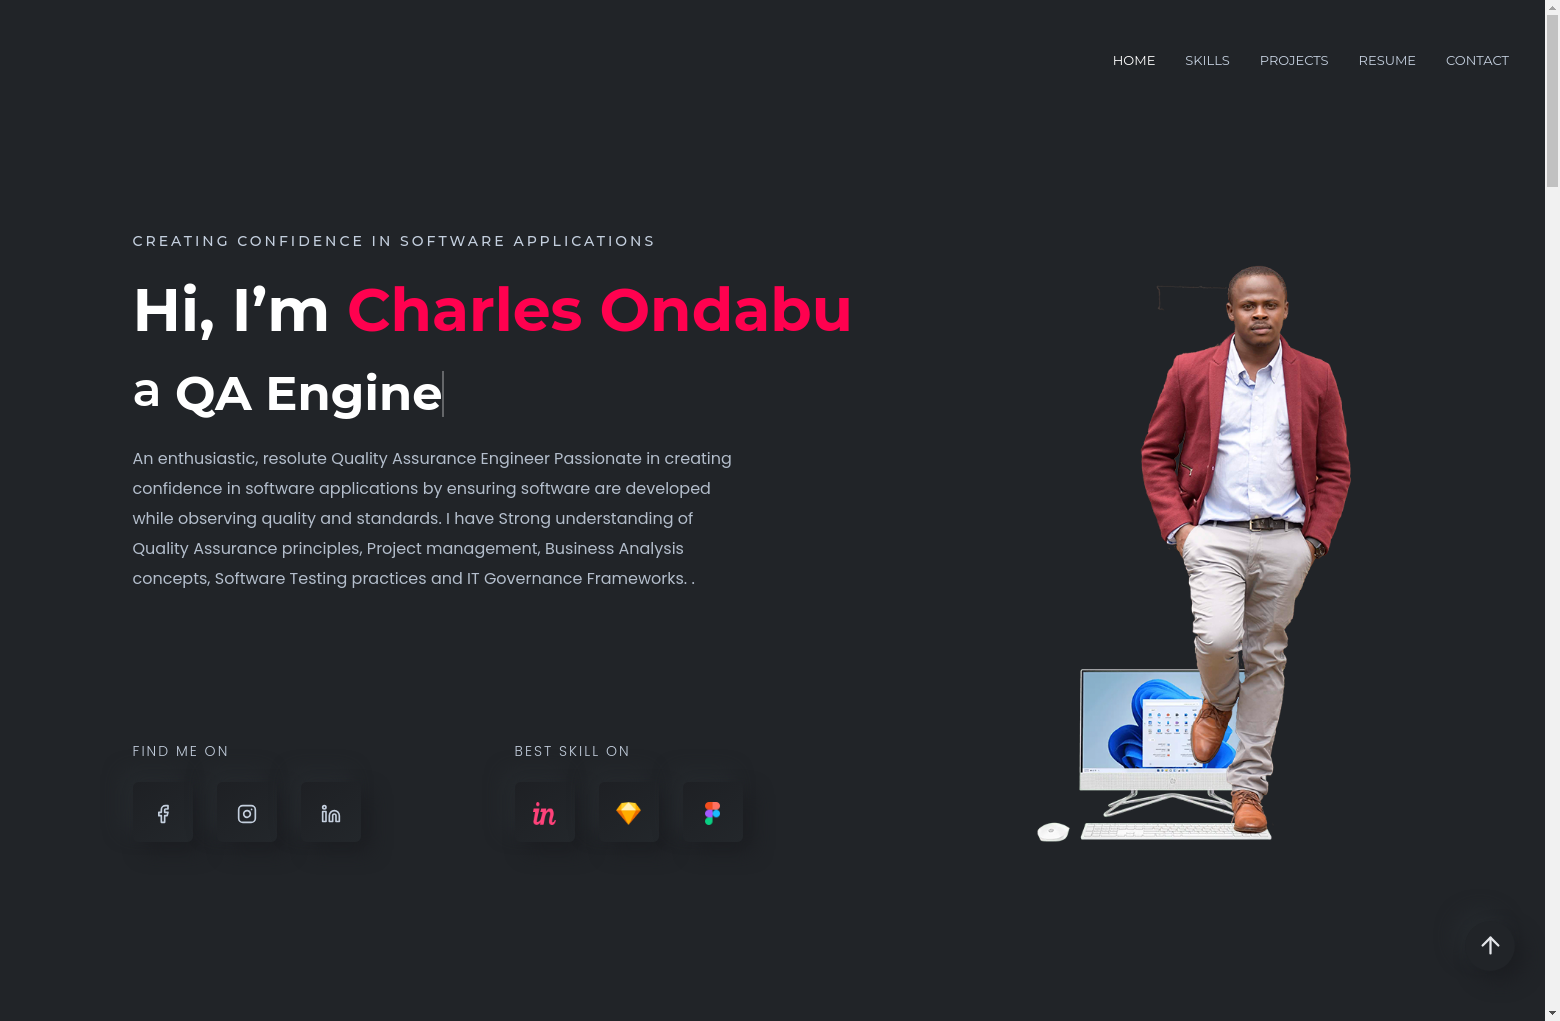 HOME SKILLS PROJECTS RESUME CONTACT
CREATING CONFIDENCE IN SOFTWARE APPLICATIONS
Hi, I’m Charles Ondabu
a QA Engine
An enthusiastic, resolute Quality Assurance Engineer Passionate in creating
confidence in software applications by ensuring software are developed
while observing quality and standards. I have Strong understanding of
Quality Assurance principles, Project management, Business Analysis
concepts, Software Testing practices and IT Governance Frameworks. .
FIND ME ON
BEST SKILL ON
in
in